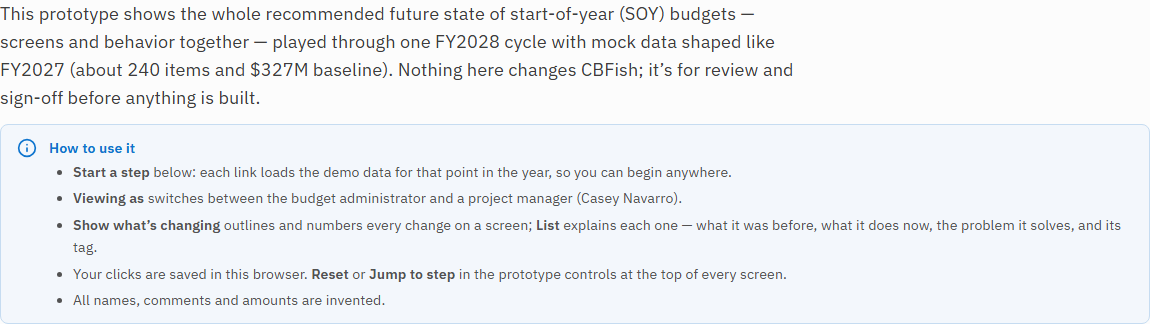 This prototype shows the whole recommended future state of start-of-year (SOY) budgets —
screens and behavior together — played through one FY2028 cycle with mock data shaped like
FY2027 (about 240 items and $327M baseline). Nothing here changes CBFish; it’s for review and
sign-off before anything is built.
How to use it
• Start a step below: each link loads the demo data for that point in the year, so you can begin anywhere.
• Viewing as switches between the budget administrator and a project manager (Casey Navarro).
• Show what’s changing outlines and numbers every change on a screen; List explains each one — what it was before, what it does now, the problem it solves, and its
tag.
• Your clicks are saved in this browser. Reset or Jump to step in the prototype controls at the top of every screen.
• All names, comments and amounts are invented.